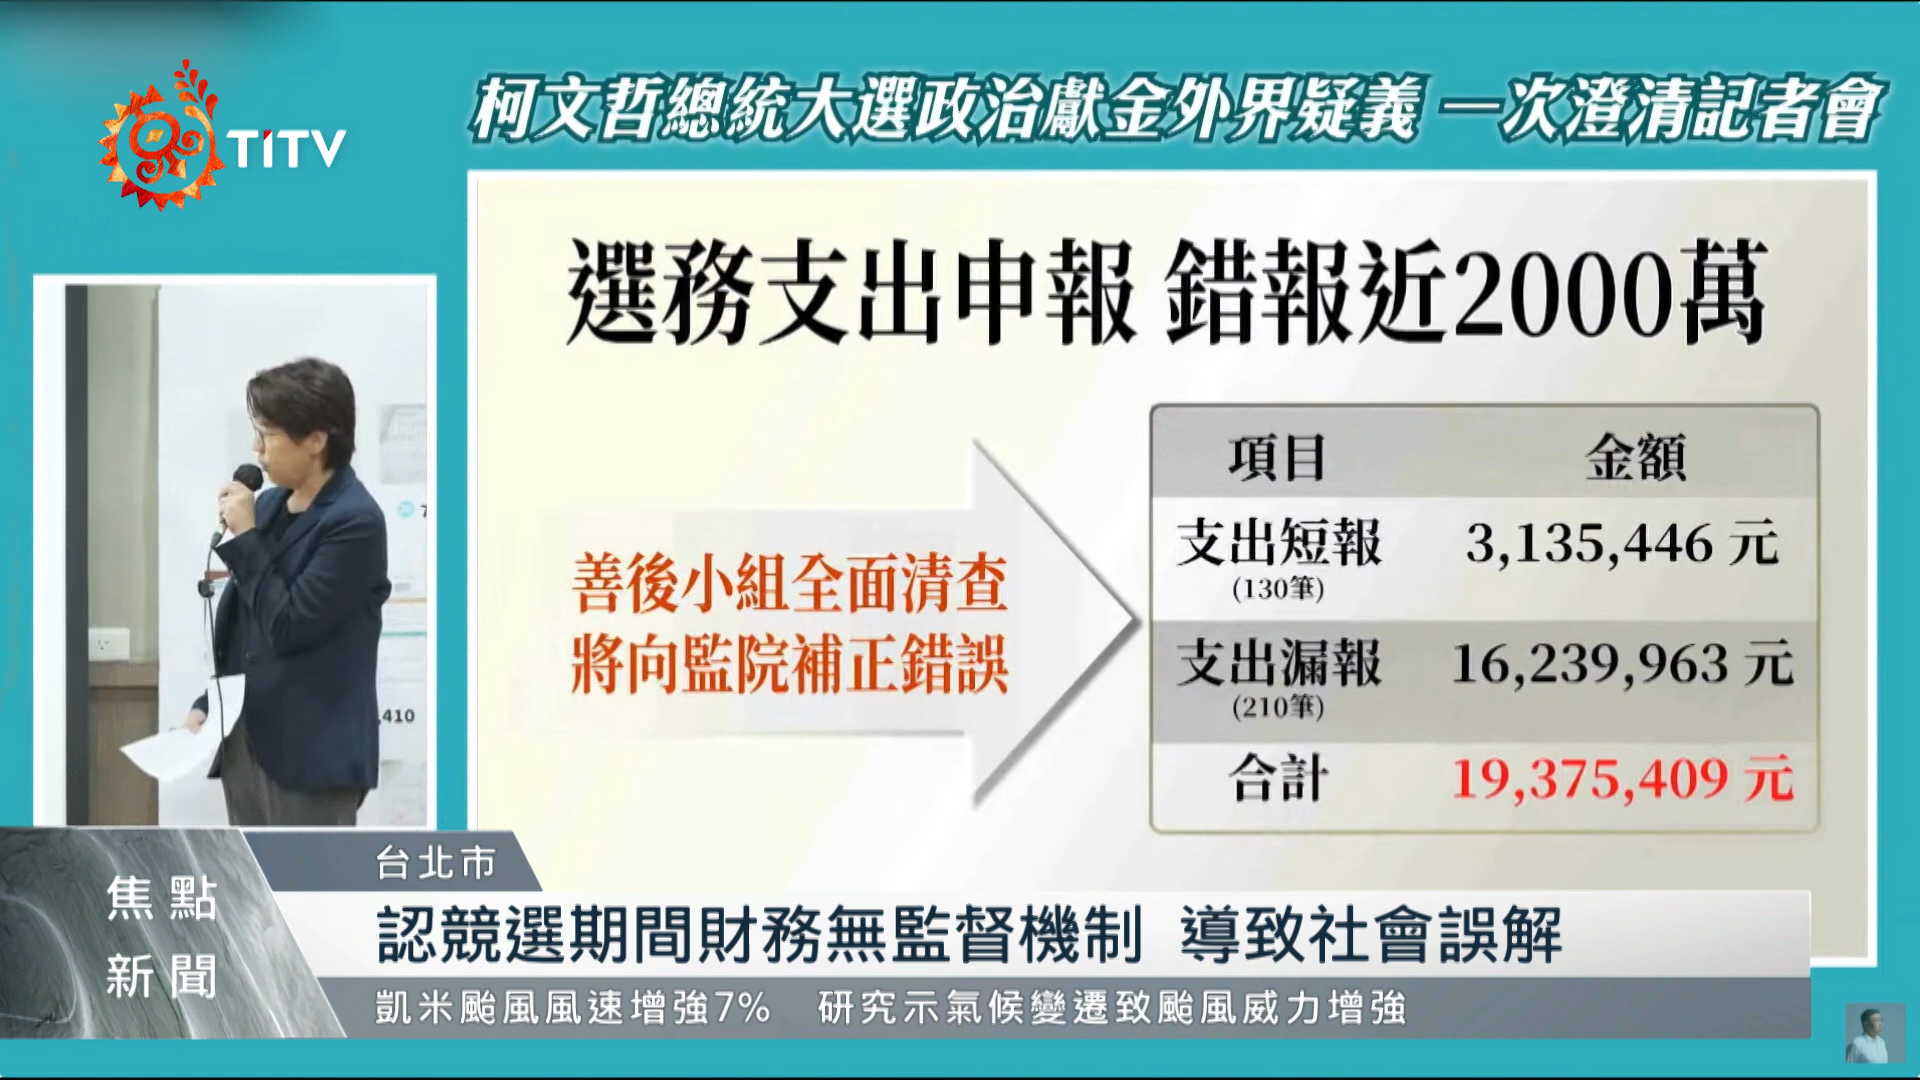 TiTV
柯文哲總統大選政治獻金外界疑義 一次澄清記者會
選務支出申報 錯報近2000萬
善後小組全面清查
將向監院補正錯誤
項目 金額
支出短報 3,135,446 元
(130筆)
支出漏報 16,239,963 元
(210筆)
合計 19,375,409 元
,410
台北市
焦點
新聞
認競選期間財務無監督機制 導致社會誤解
凱米颱風風速增強7% 研究示氣候變遷致颱風威力增強